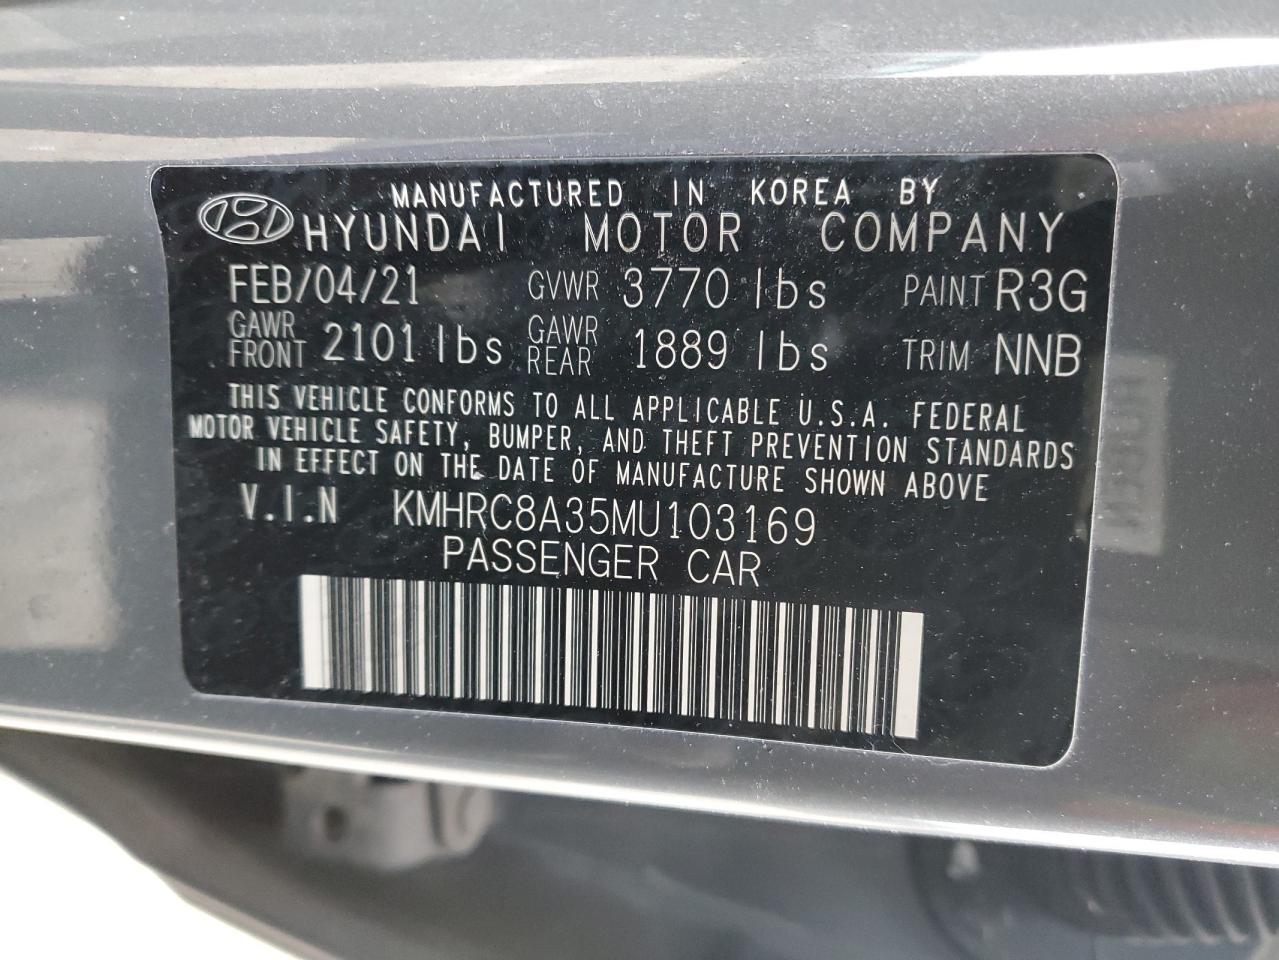 MANUFACTURED IN KOREA BY
HYUNDAI MOTOR COMPANY
FEB/04/21 GVWR 3770 lbs PAINT R3G
GAWR FRONT 2101 lbs GAWR REAR 1889 lbs TRIM NNB
THIS VEHICLE CONFORMS TO ALL APPLICABLE U.S.A. FEDERAL
MOTOR VEHICLE SAFETY, BUMPER, AND THEFT PREVENTION STANDARDS
IN EFFECT ON THE DATE OF MANUFACTURE SHOWN ABOVE
V.I.N KMHRC8A35MU103169
PASSENGER CAR